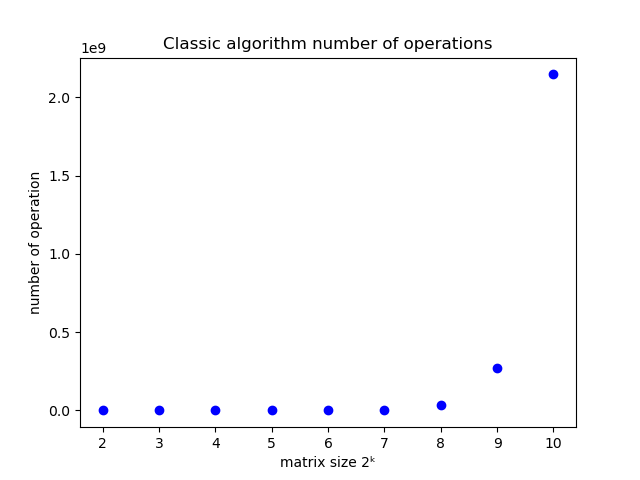 Classic algorithm number of operations
1e9
2.0
1.5
1.0
0.5
0.0
number of operation
2 3 4 5 6 7 8 9 10
matrix size 2ᵏ